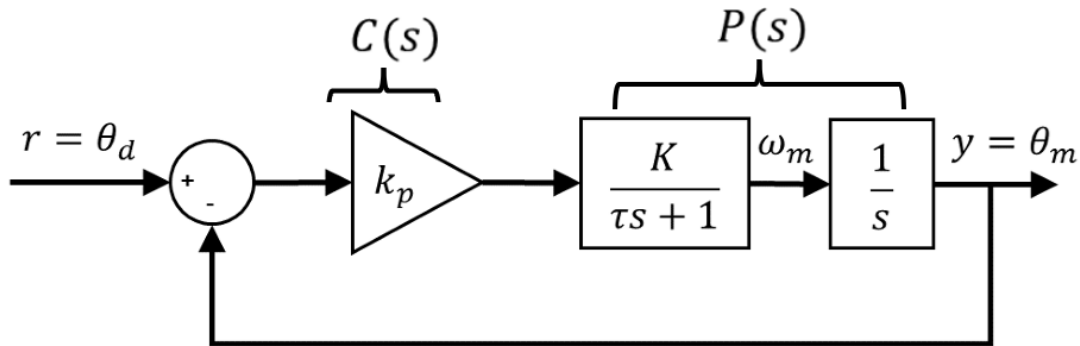 C(s)
P(s)
r = θ_d
+
-
k_p
K
τs + 1
ω_m
1
s
y = θ_m